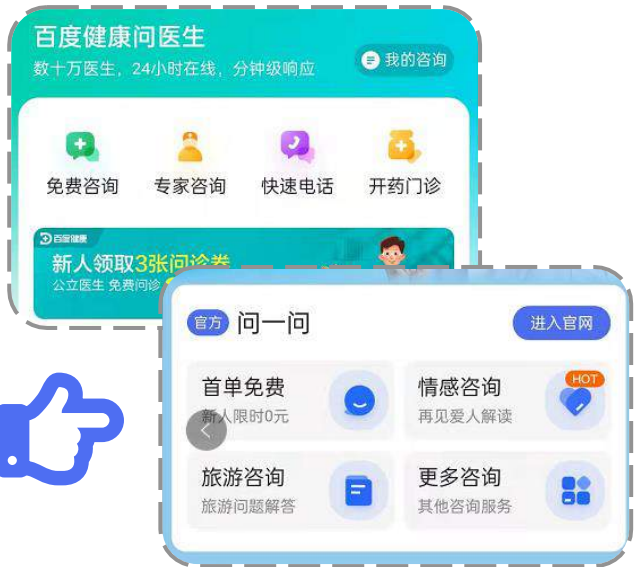 百度健康问医生
数十万医生，24小时在线，分钟级响应
我的咨询
免费咨询
专家咨询
快速电话
开药门诊
百度健康
新人领取3张问诊券
公立医生 免费问诊
官方 问一问
进入官网
首单免费
新人限时0元
情感咨询
HOT
再见爱人解读
旅游咨询
旅游问题解答
更多咨询
其他咨询服务